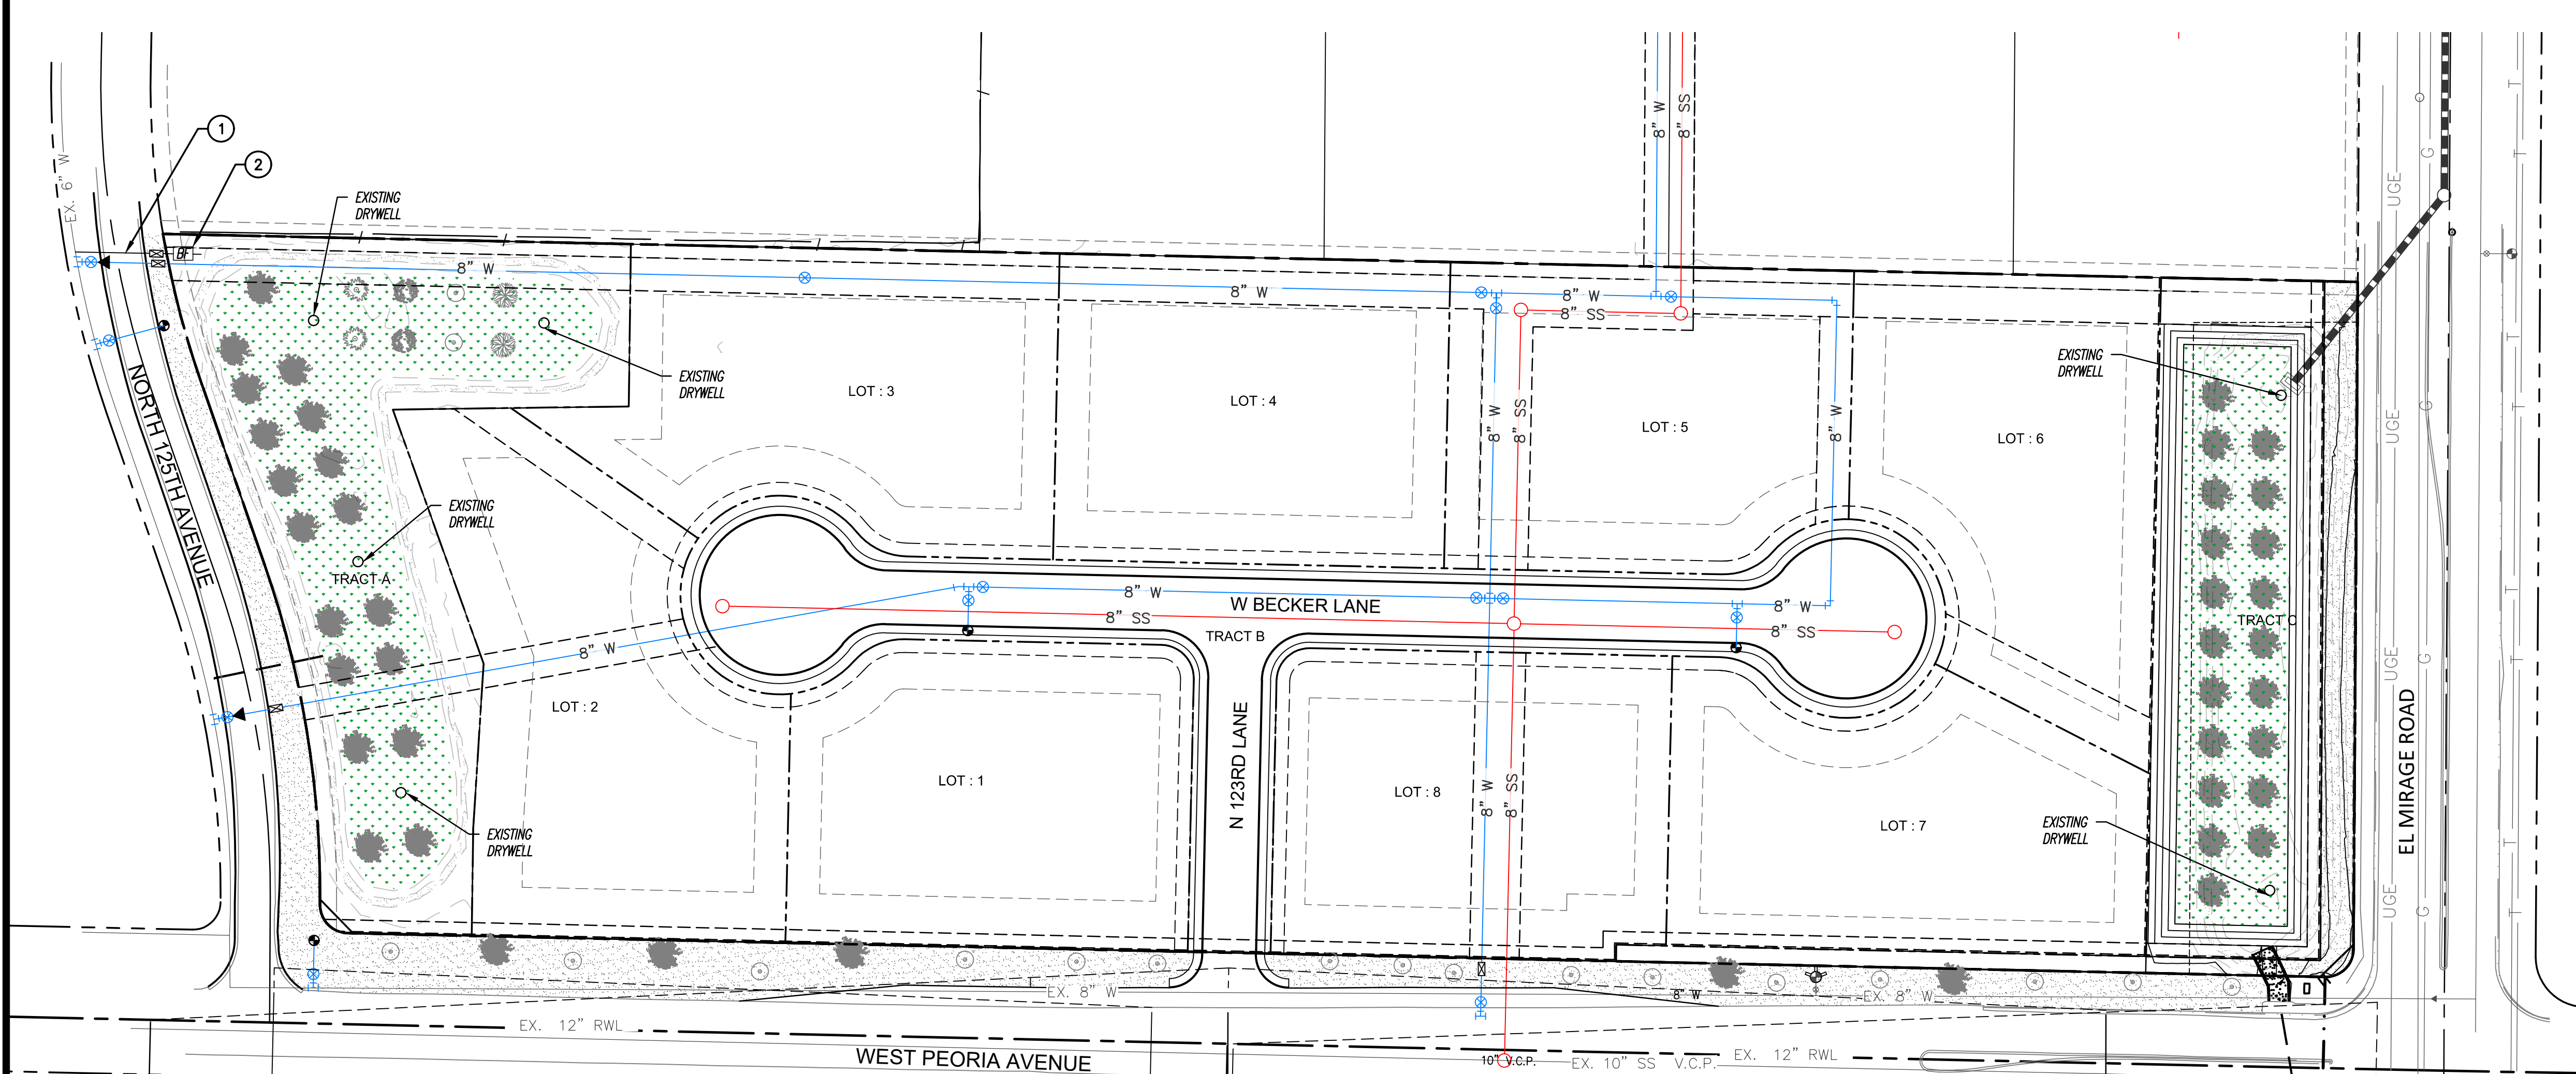 1
2
EX. 6" W
8" W
8" SS
EXISTING
DRYWELL
BF
8" W
8" W
8" W
8" SS
EXISTING
DRYWELL
EXISTING
DRYWELL
NORTH 125TH AVENUE
LOT : 3
LOT : 4
LOT : 5
LOT : 6
8" W
8" SS
8" W
EXISTING
DRYWELL
TRACT A
8" W
W BECKER LANE
8" W
8" SS
TRACT B
8" SS
TRACT C
8" W
LOT : 2
LOT : 1
N 123RD LANE
LOT : 8
8" W
8" SS
LOT : 7
EXISTING
DRYWELL
EXISTING
DRYWELL
UGE
UGE
UGE
UGE
UGE
G
G
G
G
EL MIRAGE ROAD
EX. 8" W
8" W
EX. 8" W
EX. 12" RWL
WEST PEORIA AVENUE
10" V.C.P.
EX. 10" SS V.C.P.
EX. 12" RWL